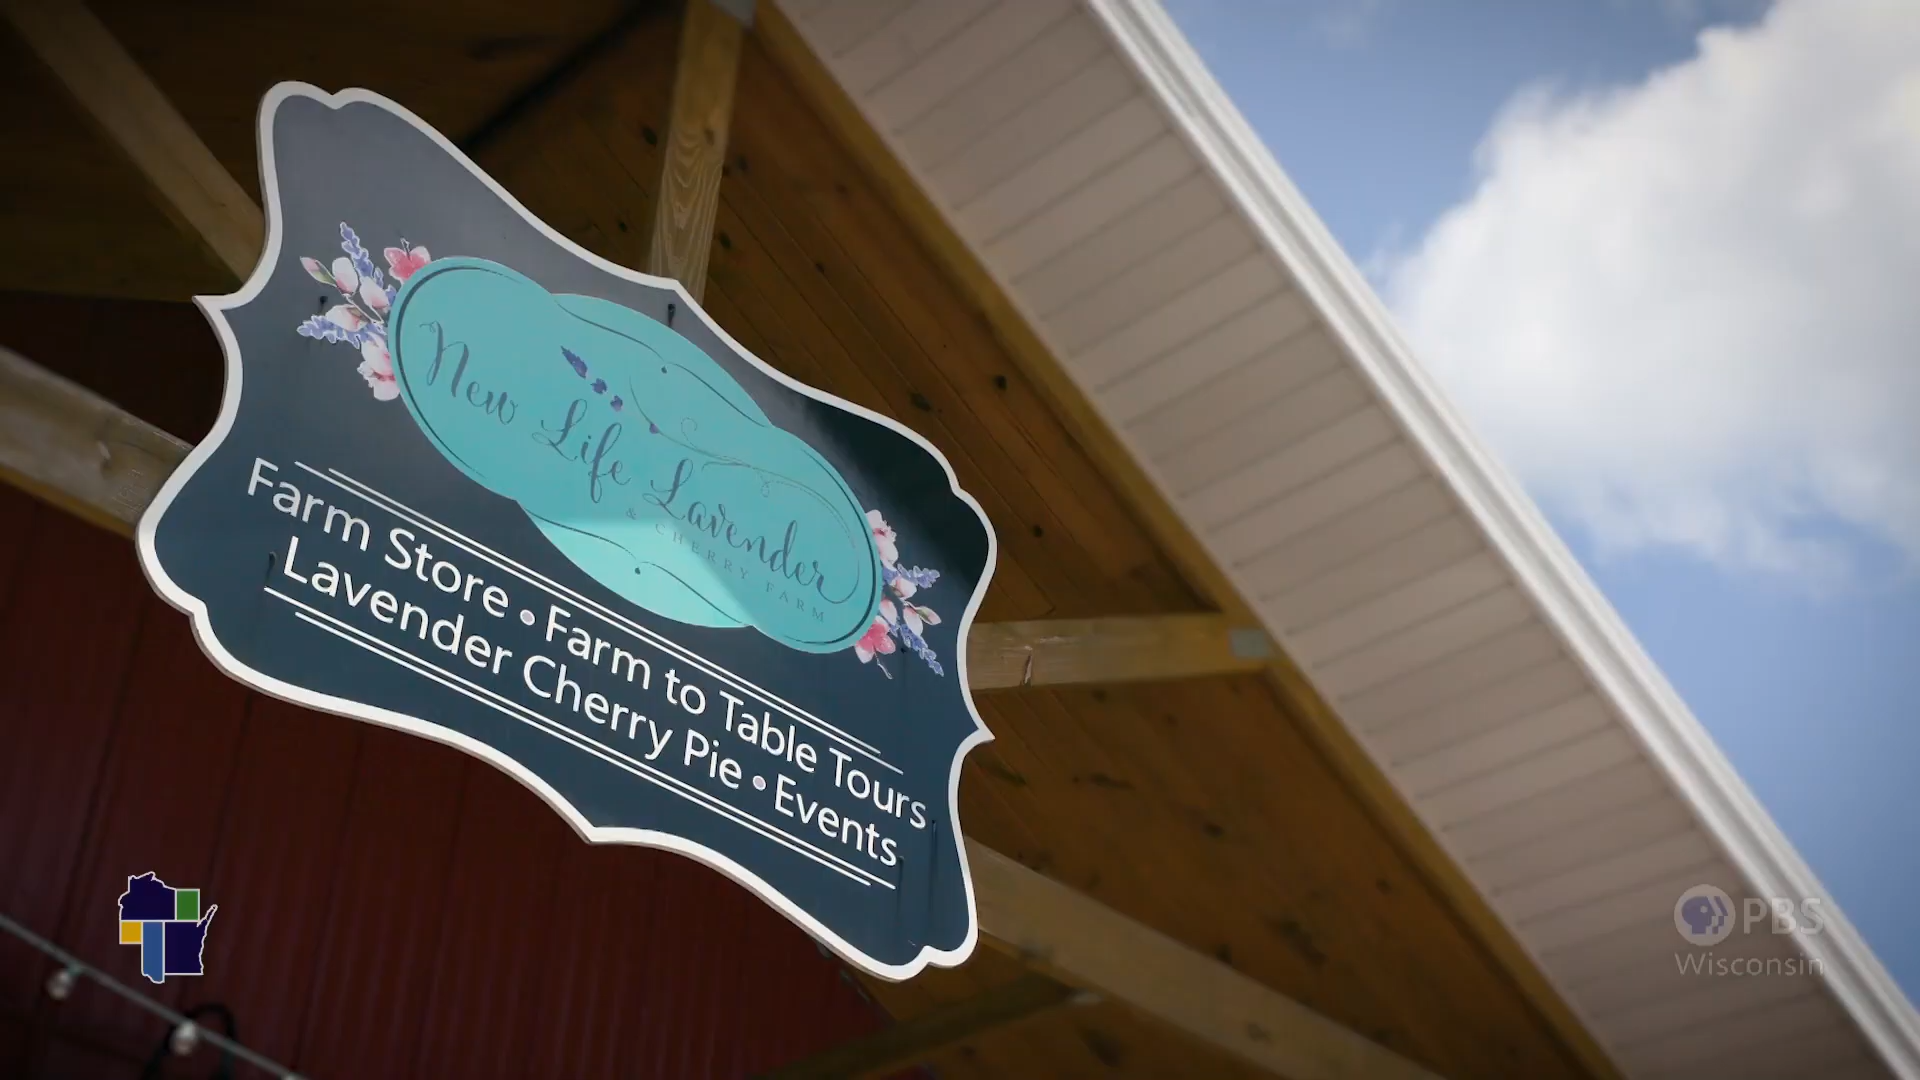 New Life Lavender
& CHERRY FARM
Farm Store • Farm to Table Tours
Lavender Cherry Pie • Events
PBS
Wisconsin